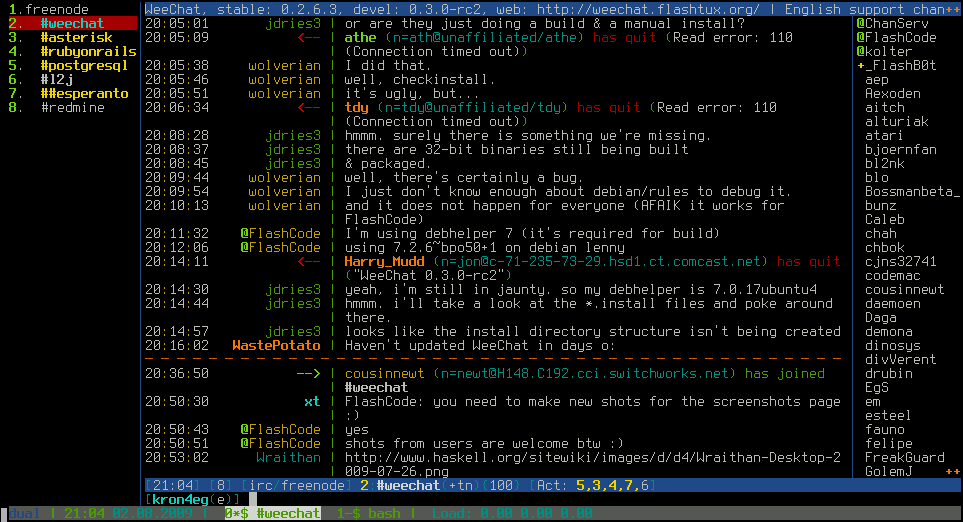 1.freenode
2. #weechat
3. #asterisk
4. #rubyonrails
5. #postgresql
6. #l2j
7. ##esperanto
8. #redmine
WeeChat, stable: 0.2.6.3, devel: 0.3.0-rc2, web: http://weechat.flashtux.org/ | English support chan++
20:05:01 jdries3 | or are they just doing a build & a manual install?
20:05:09 <-- | athe (n=ath@unaffiliated/athe) has quit (Read error: 110
(Connection timed out))
20:05:38 wolverian | I did that.
20:05:46 wolverian | well, checkinstall.
20:05:51 wolverian | it's ugly, but...
20:06:34 <-- | tdy (n=tdy@unaffiliated/tdy) has quit (Read error: 110
(Connection timed out))
20:08:28 jdries3 | hmmm. surely there is something we're missing.
20:08:37 jdries3 | there are 32-bit binaries still being built
20:08:45 jdries3 | & packaged.
20:09:44 wolverian | well, there's certainly a bug.
20:09:54 wolverian | I just don't know enough about debian/rules to debug it.
20:10:13 wolverian | and it does not happen for everyone (AFAIK it works for
FlashCode)
20:11:32 @FlashCode | I'm using debhelper 7 (it's required for build)
20:12:06 @FlashCode | using 7.2.6~bpo50+1 on debian lenny
20:14:11 <-- | Harry_Mudd (n=jon@c-71-235-73-29.hsd1.ct.comcast.net) has quit
("WeeChat 0.3.0-rc2")
20:14:30 jdries3 | yeah, i'm still in jaunty. so my debhelper is 7.0.17ubuntu4
20:14:44 jdries3 | hmmm. i'll take a look at the *.install files and poke around
there.
20:14:57 jdries3 | looks like the install directory structure isn't being created
20:16:02 WastePotato | Haven't updated WeeChat in days o:
20:36:50 --> | cousinnewt (n=newt@H148.C192.cci.switchworks.net) has joined
#weechat
20:50:30 xt | FlashCode: you need to make new shots for the screenshots page
:)
20:50:43 @FlashCode | yes
20:50:51 @FlashCode | shots from users are welcome btw :)
20:53:02 Wraithan | http://www.haskell.org/sitewiki/images/d/d4/Wraithan-Desktop-2
009-07-26.png
@ChanServ
@FlashCode
@kolter
+_FlashB0t
aep
Aexoden
aitch
alturiak
atari
bjoernfan
bl2nk
blo
Bossmanbeta_
bunz
Caleb
chah
chbok
cjns32741
codemac
cousinnewt
daemoen
Daga
demona
dinosys
divVerent
drubin
EgS
em
esteel
fauno
felipe
FreakGuard
GolemJ ++
[21:04] [8] [irc/freenode] 2:#weechat(+tn)(100) [Act: 5,3,4,7,6]
[kron4eg(e)]
dual | 21:04 02.08.2009 | 0*$ #weechat 1-$ bash | Load: 0.00 0.00 0.00